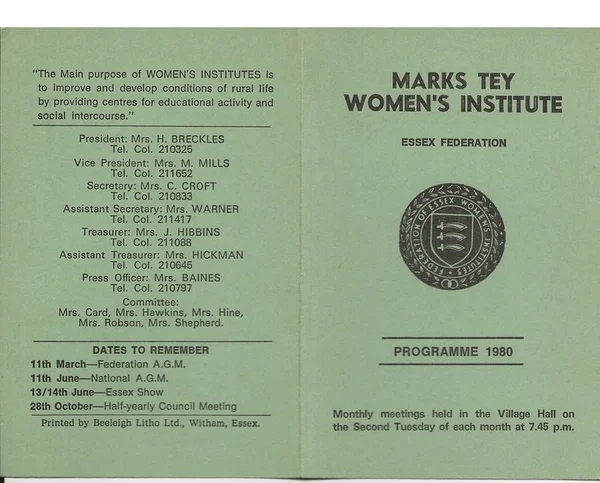 "The Main purpose of WOMEN'S INSTITUTES is
to improve and develop conditions of rural life
by providing centres for educational activity and
social intercourse."
President: Mrs. H. BRECKLES
Tel. Col. 210325
Vice President: Mrs. M. MILLS
Tel. Col. 211652
Secretary: Mrs. C. CROFT
Tel. Col. 210833
Assistant Secretary: Mrs. WARNER
Tel. Col. 211417
Treasurer: Mrs. J. HIBBINS
Tel. Col. 211088
Assistant Treasurer: Mrs. HICKMAN
Tel. Col. 210645
Press Officer: Mrs. BAINES
Tel. Col. 210797
Committee:
Mrs. Card, Mrs. Hawkins, Mrs. Hine,
Mrs. Robson, Mrs. Shepherd.
DATES TO REMEMBER
11th March—Federation A.G.M.
11th June—National A.G.M.
13/14th June—Essex Show
28th October—Half-yearly Council Meeting
Printed by Beeleigh Litho Ltd., Witham, Essex.
MARKS TEY
WOMEN'S INSTITUTE
ESSEX FEDERATION
FEDERATION OF ESSEX WOMEN'S INSTITUTES
PROGRAMME 1980
Monthly meetings held in the Village Hall on
the Second Tuesday of each month at 7.45 p.m.